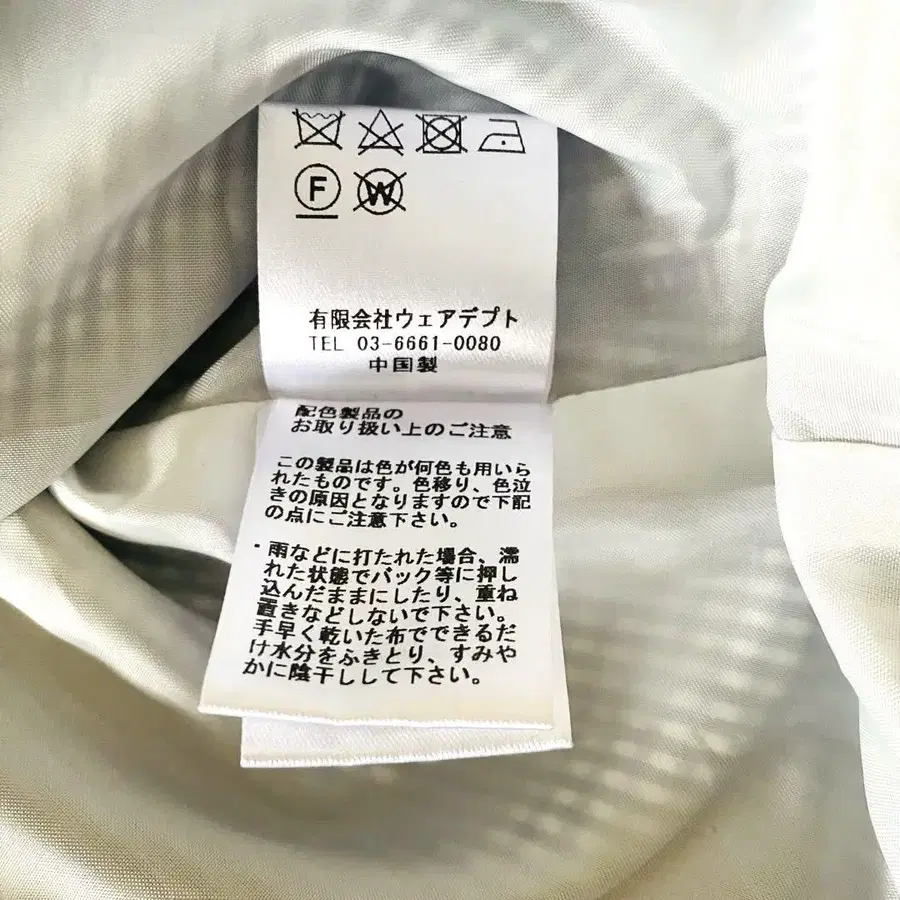 F W
有限会社ウェアデプト
TEL 03-6661-0080
中国製
配色製品の
お取り扱い上のご注意
この製品は色が何色も用いら
れたものです。色移り、色泣
きの原因となりますので下記
の点にご注意下さい。
・雨などに打たれた場合、濡
れた状態でバック等に押し
込んだままにしたり、重ね
置きなどしないで下さい。
手早く乾いた布でできるだ
け水分をふきとり、すみや
かに陰干しして下さい。